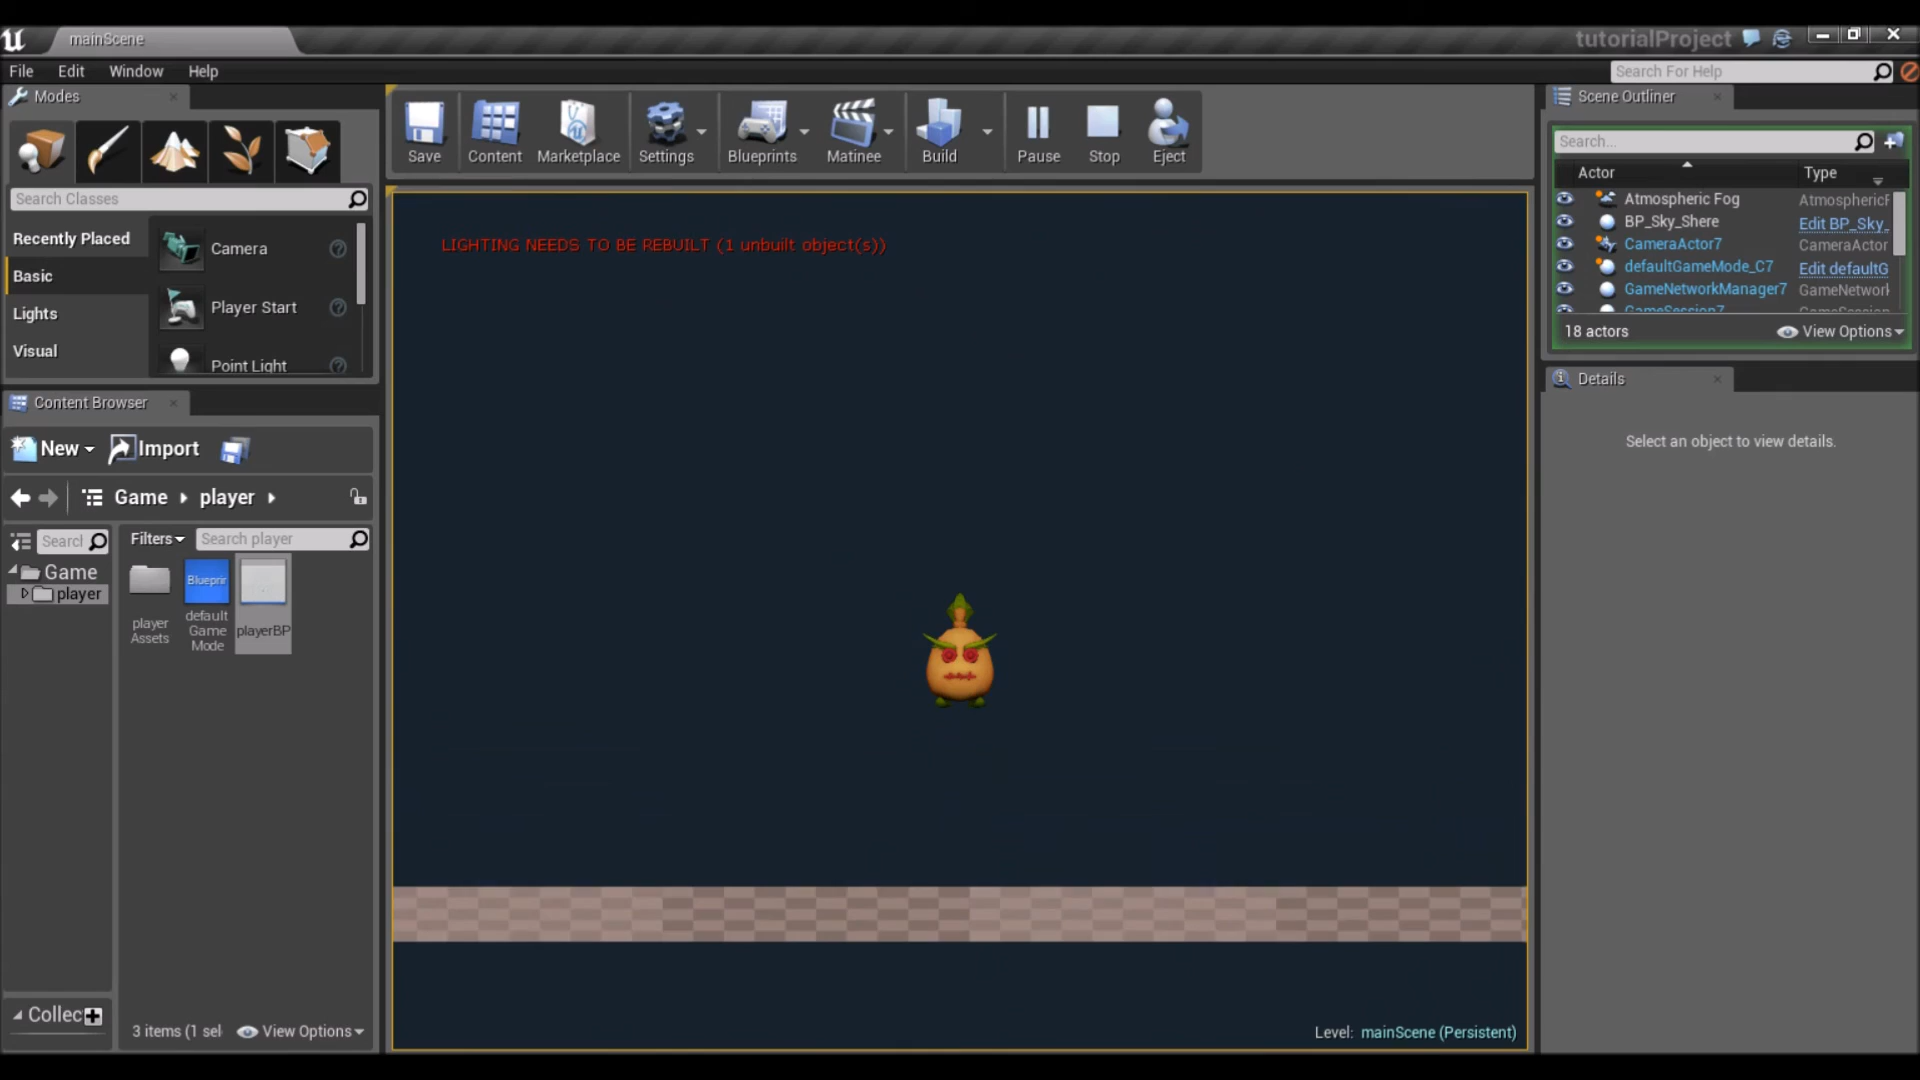 mainScene
tutorialProject
File Edit Window Help
Search For Help
Modes
Search Classes
Recently Placed
Basic
Lights
Visual
Camera
Player Start
Point Light
Save Content Marketplace Settings Blueprints Matinee Build Pause Stop Eject
LIGHTING NEEDS TO BE REBUILT (1 unbuilt object(s))
Level: mainScene (Persistent)
Content Browser
New Import
Game player
Search
Filters Search player
Game
player
player Assets
Blueprir
default Game Mode
playerBP
Collec
3 items (1 sel View Options
Scene Outliner
Search...
Actor Type
Atmospheric Fog AtmosphericF
BP_Sky_Shere Edit BP_Sky_
CameraActor7 CameraActor
defaultGameMode_C7 Edit defaultG
GameNetworkManager7 GameNetwork
GameSession7 GameSession
18 actors View Options
Details
Select an object to view details.